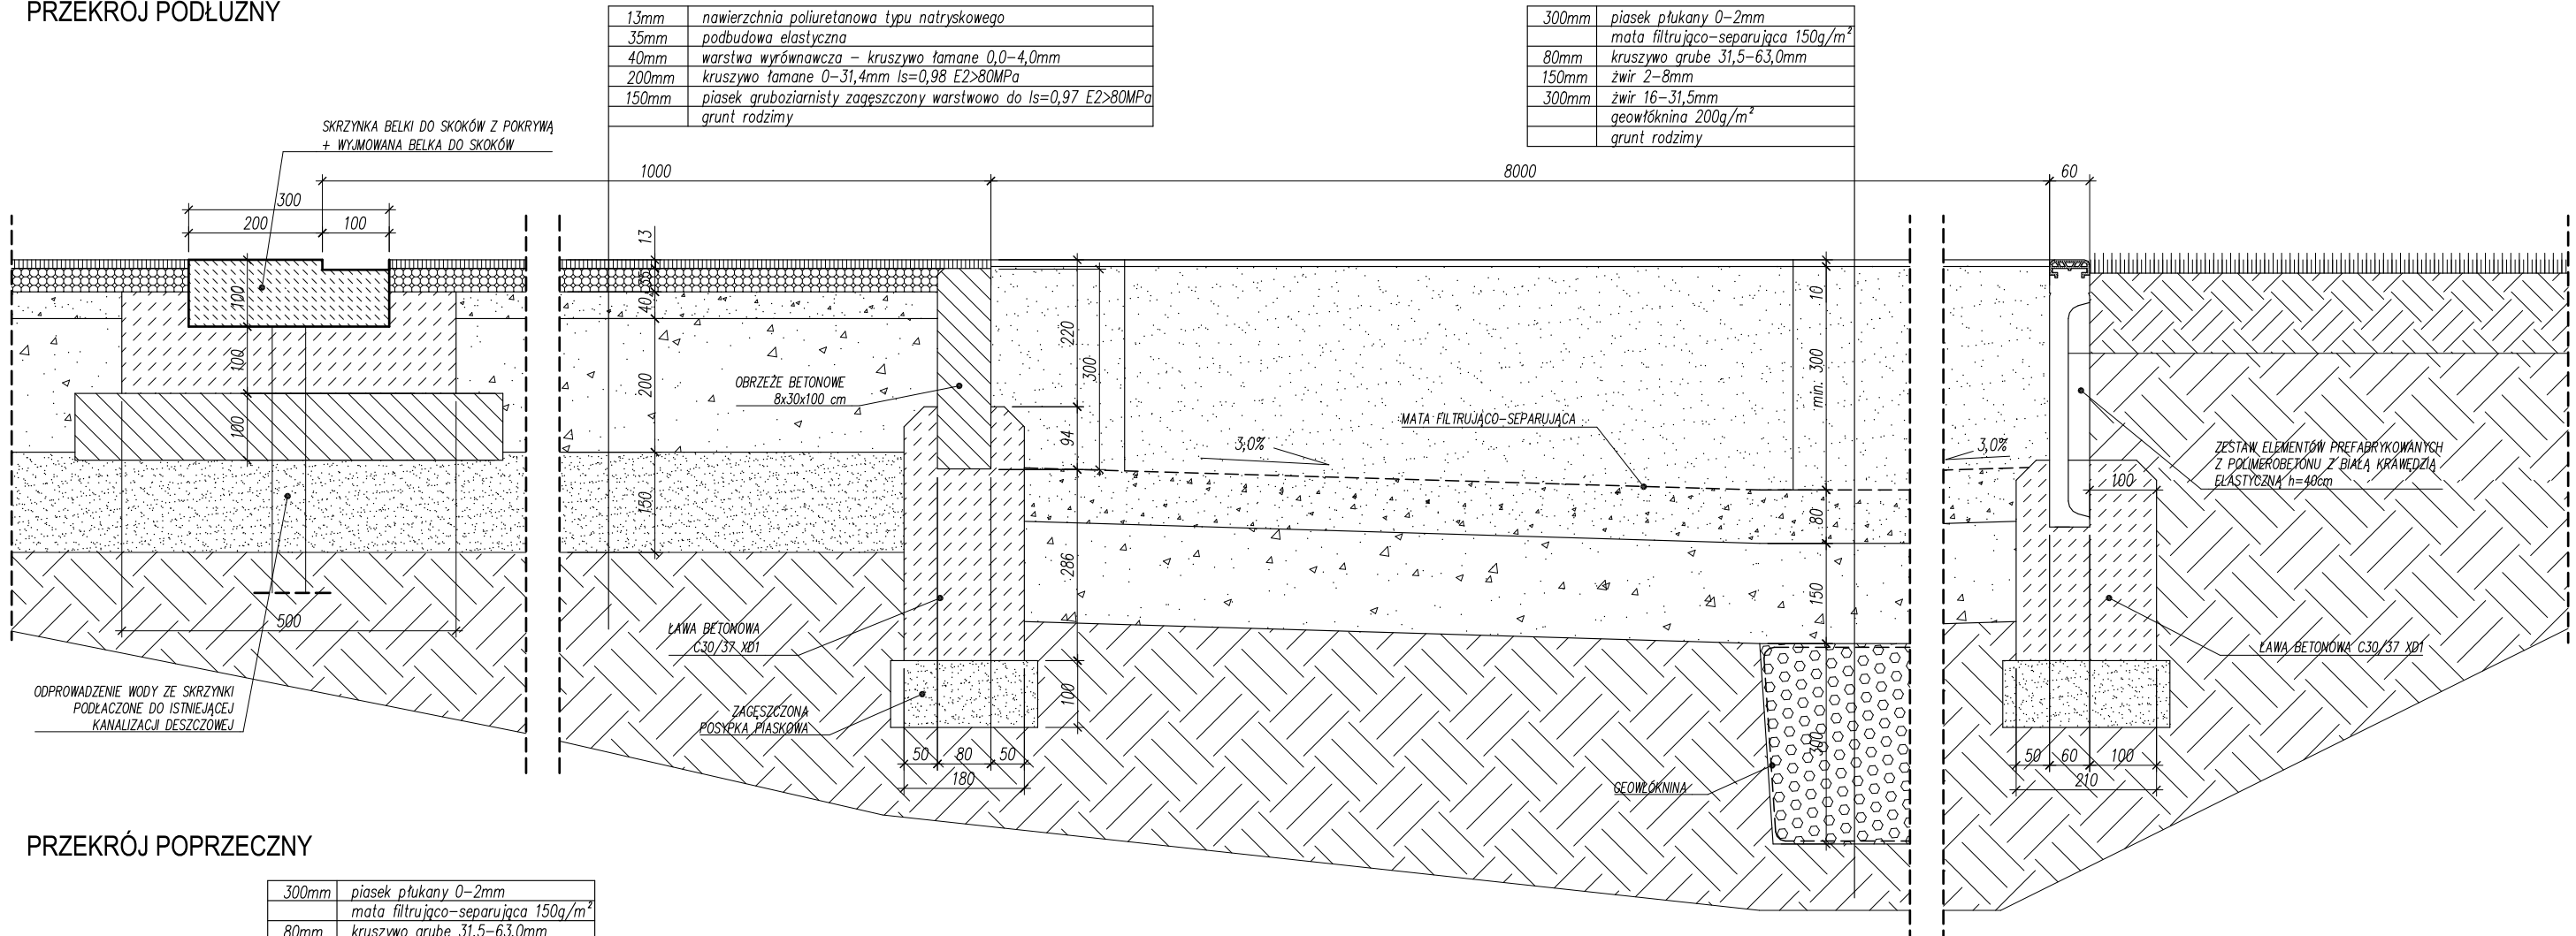 PRZEKRÓJ PODŁUŻNY
13mm nawierzchnia poliuretanowa typu natryskowego
35mm podbudowa elastyczna
40mm warstwa wyrównawcza – kruszywo łamane 0,0–4,0mm
200mm kruszywo łamane 0–31,4mm Is=0,98 E2>80MPa
150mm piasek gruboziarnisty zagęszczony warstwowo do Is=0,97 E2>80MPa
grunt rodzimy
300mm piasek płukany 0–2mm
mata filtrująco–separująca 150g/m²
80mm kruszywo grube 31,5–63,0mm
150mm żwir 2–8mm
300mm żwir 16–31,5mm
geowłóknina 200g/m²
grunt rodzimy
SKRZYNKA BELKI DO SKOKÓW Z POKRYWĄ
+ WYJMOWANA BELKA DO SKOKÓW
1000
8000
60
300
200
100
13
35
40
200
150
100
100
100
500
10
min. 300
80
150
300
220
300
94
286
100
OBRZEŻE BETONOWE
8x30x100 cm
MATA FILTRUJĄCO–SEPARUJĄCA
3,0%
3,0%
100
ZESTAW ELEMENTÓW PREFABRYKOWANYCH
Z POLIMEROBETONU Z BIAŁĄ KRAWĘDZIĄ
ELASTYCZNĄ h=40cm
ŁAWA BETONOWA
C30/37 XD1
ŁAWA BETONOWA C30/37 XD1
ODPROWADZENIE WODY ZE SKRZYNKI
PODŁACZONE DO ISTNIEJĄCEJ
KANALIZACJI DESZCZOWEJ
ZAGĘSZCZONA
POSYPKA PIASKOWA
50
80
50
180
GEOWŁÓKNINA
50
60
100
210
PRZEKRÓJ POPRZECZNY
300mm piasek płukany 0–2mm
mata filtrująco–separująca 150g/m²
80mm kruszywo grube 31,5–63,0mm